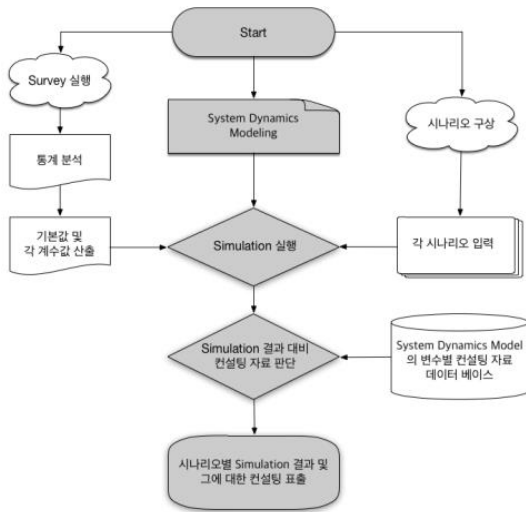 Start
Survey 실행
System Dynamics
Modeling
시나리오 구상
통계 분석
기본값 및
각 계수값 산출
Simulation 실행
각 시나리오 입력
Simulation 결과 대비
컨설팅 자료 판단
System Dynamics Model
의 변수별 컨설팅 자료
데이터 베이스
시나리오별 Simulation 결과 및
그에 대한 컨설팅 표출